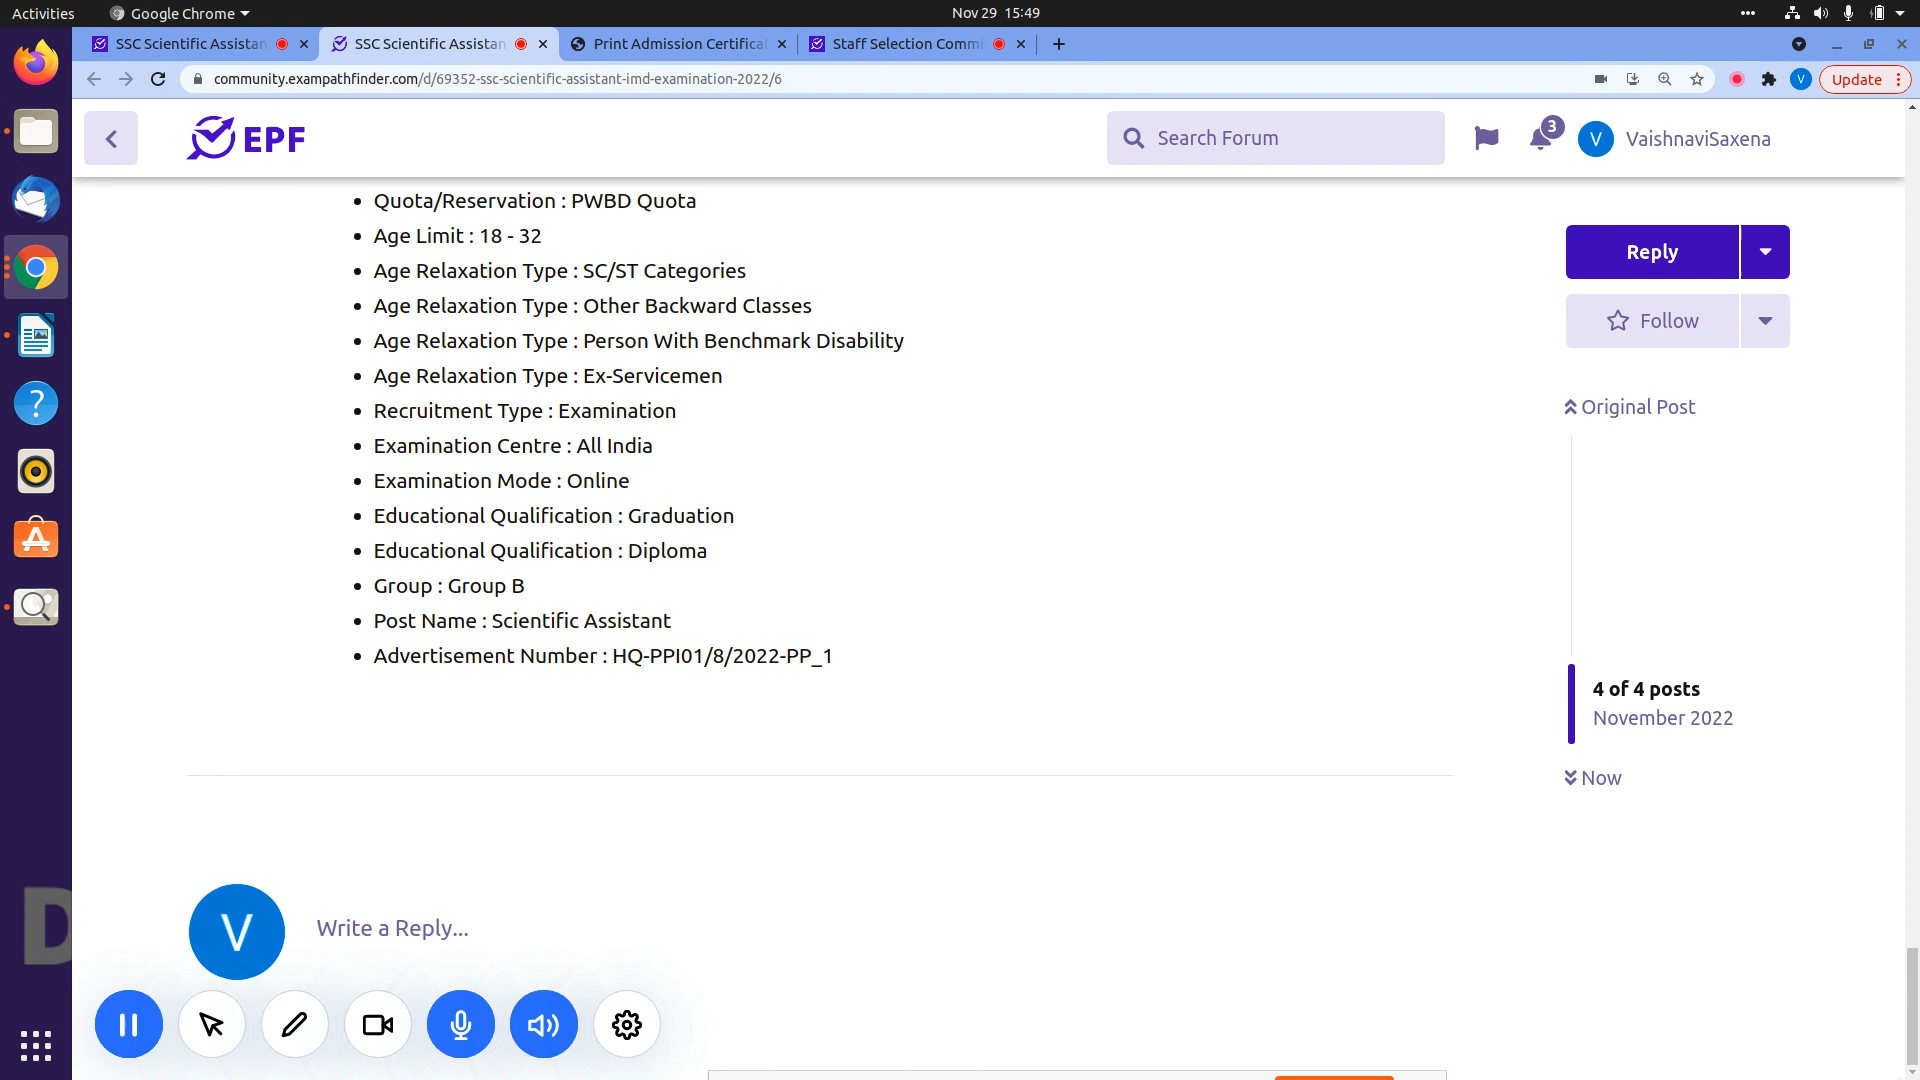 Activities
Google Chrome
Nov 29 15:49
SSC Scientific Assistan
SSC Scientific Assistan
Print Admission Certifica
Staff Selection Comm
community.exampathfinder.com/d/69352-ssc-scientific-assistant-imd-examination-2022/6
V
Update
EPF
Search Forum
3
V
VaishnaviSaxena
Quota/Reservation : PWBD Quota
Age Limit : 18 - 32
Age Relaxation Type : SC/ST Categories
Age Relaxation Type : Other Backward Classes
Age Relaxation Type : Person With Benchmark Disability
Age Relaxation Type : Ex-Servicemen
Recruitment Type : Examination
Examination Centre : All India
Examination Mode : Online
Educational Qualification : Graduation
Educational Qualification : Diploma
Group : Group B
Post Name : Scientific Assistant
Advertisement Number : HQ-PPI01/8/2022-PP_1
Reply
Follow
Original Post
4 of 4 posts
November 2022
Now
V
Write a Reply...
D